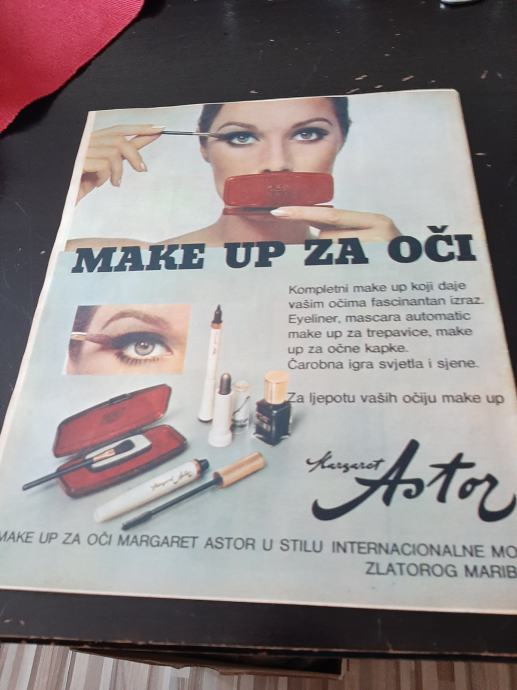 MAKE UP ZA OČI
Kompletni make up koji daje
vašim očima fascinantan izraz.
Eyeliner, mascara automatic
make up za trepavice, make
up za očne kapke.
Čarobna igra svjetla i sjene.
Za ljepotu vaših očiju make up
Margaret
Astor
MAKE UP ZA OČI MARGARET ASTOR U STILU INTERNACIONALNE MO
ZLATOROG MARIB